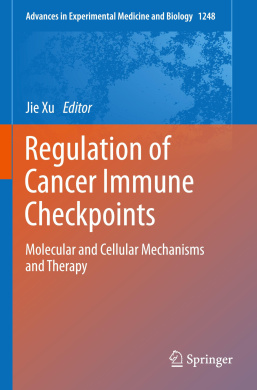 Advances in Experimental Medicine and Biology 1248
Jie Xu Editor
Regulation of
Cancer Immune
Checkpoints
Molecular and Cellular Mechanisms
and Therapy
Springer